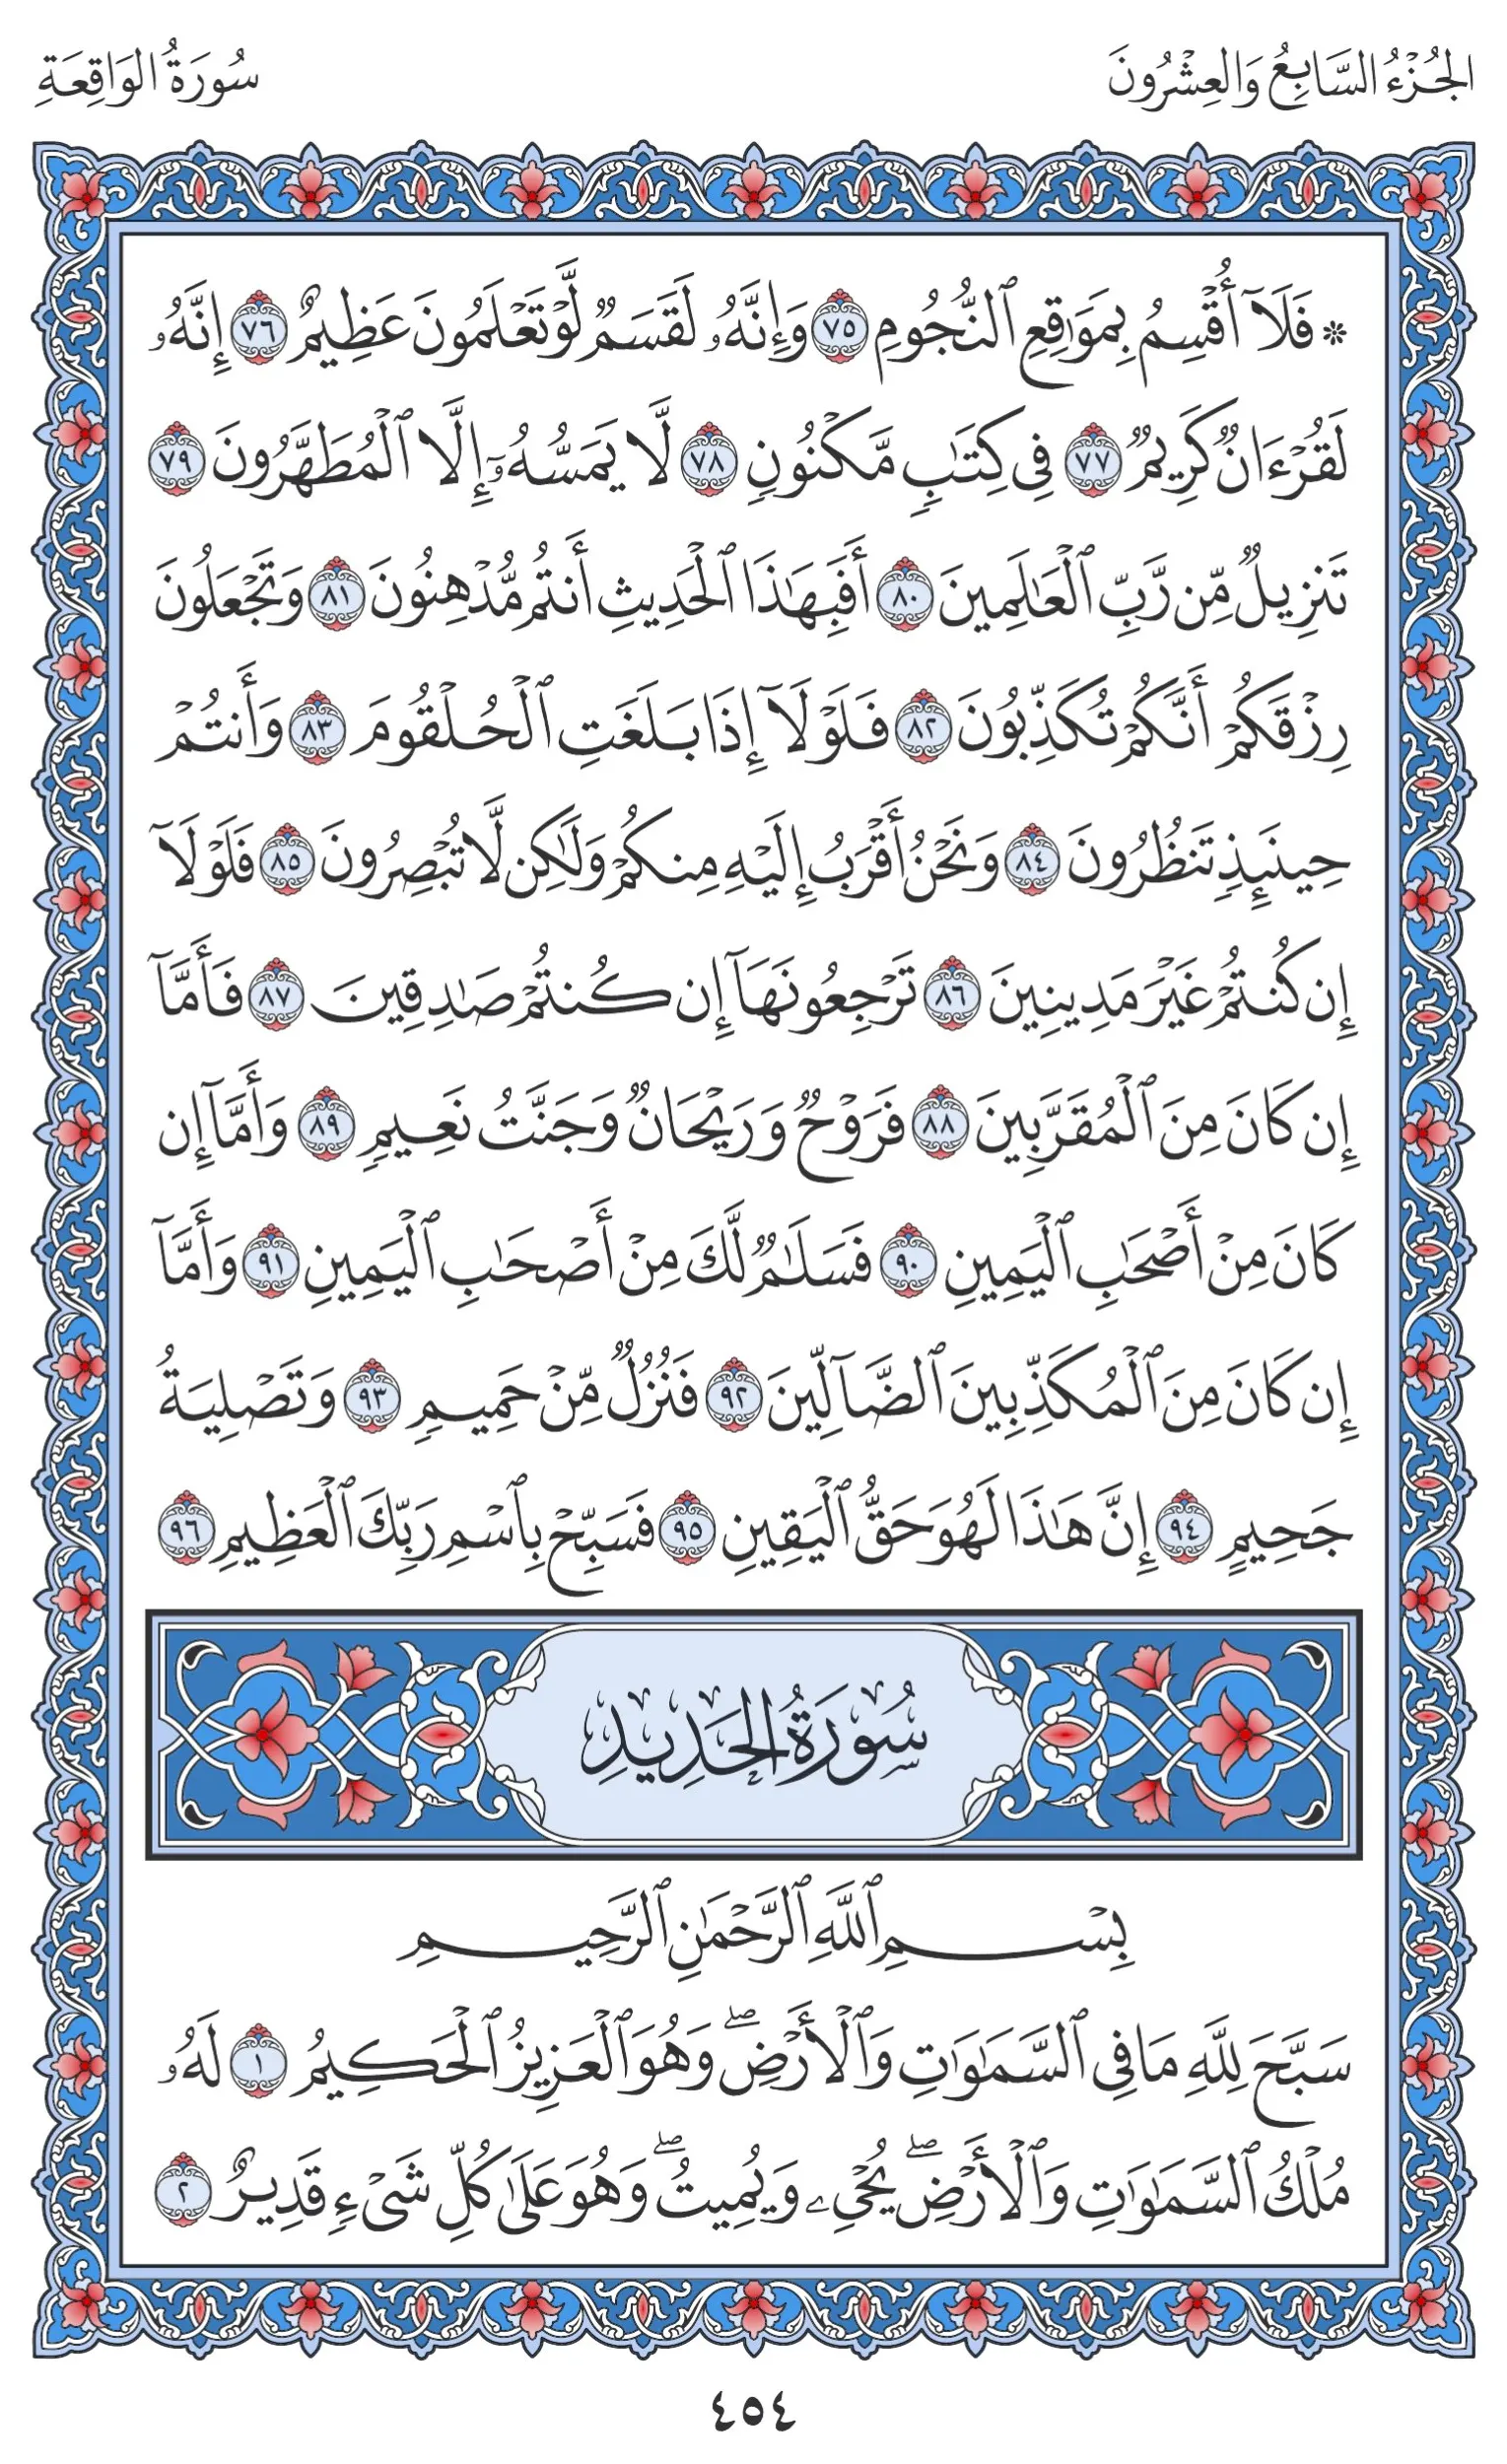 الجُزْءُ السَّابِعُ وَالعِشْرُونَ
سُورَةُ الوَاقِعَةِ
* فَلَآ أُقْسِمُ بِمَوَٰقِعِ ٱلنُّجُومِ ٧٥ وَإِنَّهُۥ لَقَسَمٌ لَّوْ تَعْلَمُونَ عَظِيمٌ ٧٦ إِنَّهُۥ
لَقُرْءَانٌ كَرِيمٌ ٧٧ فِى كِتَٰبٍ مَّكْنُونٍ ٧٨ لَّا يَمَسُّهُۥٓ إِلَّا ٱلْمُطَهَّرُونَ ٧٩
تَنزِيلٌ مِّن رَّبِّ ٱلْعَٰلَمِينَ ٨٠ أَفَبِهَٰذَا ٱلْحَدِيثِ أَنتُم مُّدْهِنُونَ ٨١ وَتَجْعَلُونَ
رِزْقَكُمْ أَنَّكُمْ تُكَذِّبُونَ ٨٢ فَلَوْلَآ إِذَا بَلَغَتِ ٱلْحُلْقُومَ ٨٣ وَأَنتُمْ
حِينَئِذٍ تَنظُرُونَ ٨٤ وَنَحْنُ أَقْرَبُ إِلَيْهِ مِنكُمْ وَلَٰكِن لَّا تُبْصِرُونَ ٨٥ فَلَوْلَآ
إِن كُنتُمْ غَيْرَ مَدِينِينَ ٨٦ تَرْجِعُونَهَآ إِن كُنتُمْ صَٰدِقِينَ ٨٧ فَأَمَّآ
إِن كَانَ مِنَ ٱلْمُقَرَّبِينَ ٨٨ فَرَوْحٌ وَرَيْحَانٌ وَجَنَّتُ نَعِيمٍ ٨٩ وَأَمَّآ إِن
كَانَ مِنْ أَصْحَٰبِ ٱلْيَمِينِ ٩٠ فَسَلَٰمٌ لَّكَ مِنْ أَصْحَٰبِ ٱلْيَمِينِ ٩١ وَأَمَّآ
إِن كَانَ مِنَ ٱلْمُكَذِّبِينَ ٱلضَّآلِّينَ ٩٢ فَنُزُلٌ مِّنْ حَمِيمٍ ٩٣ وَتَصْلِيَةُ
جَحِيمٍ ٩٤ إِنَّ هَٰذَا لَهُوَ حَقُّ ٱلْيَقِينِ ٩٥ فَسَبِّحْ بِٱسْمِ رَبِّكَ ٱلْعَظِيمِ ٩٦
سُورَةُ الحَدِيدِ
بِسْمِ ٱللَّهِ ٱلرَّحْمَٰنِ ٱلرَّحِيمِ
سَبَّحَ لِلَّهِ مَا فِى ٱلسَّمَٰوَٰتِ وَٱلْأَرْضِ ۖ وَهُوَ ٱلْعَزِيزُ ٱلْحَكِيمُ ١ لَهُۥ
مُلْكُ ٱلسَّمَٰوَٰتِ وَٱلْأَرْضِ ۖ يُحْىِۦ وَيُمِيتُ ۖ وَهُوَ عَلَىٰ كُلِّ شَىْءٍ قَدِيرٌ ٢
٤٥٤